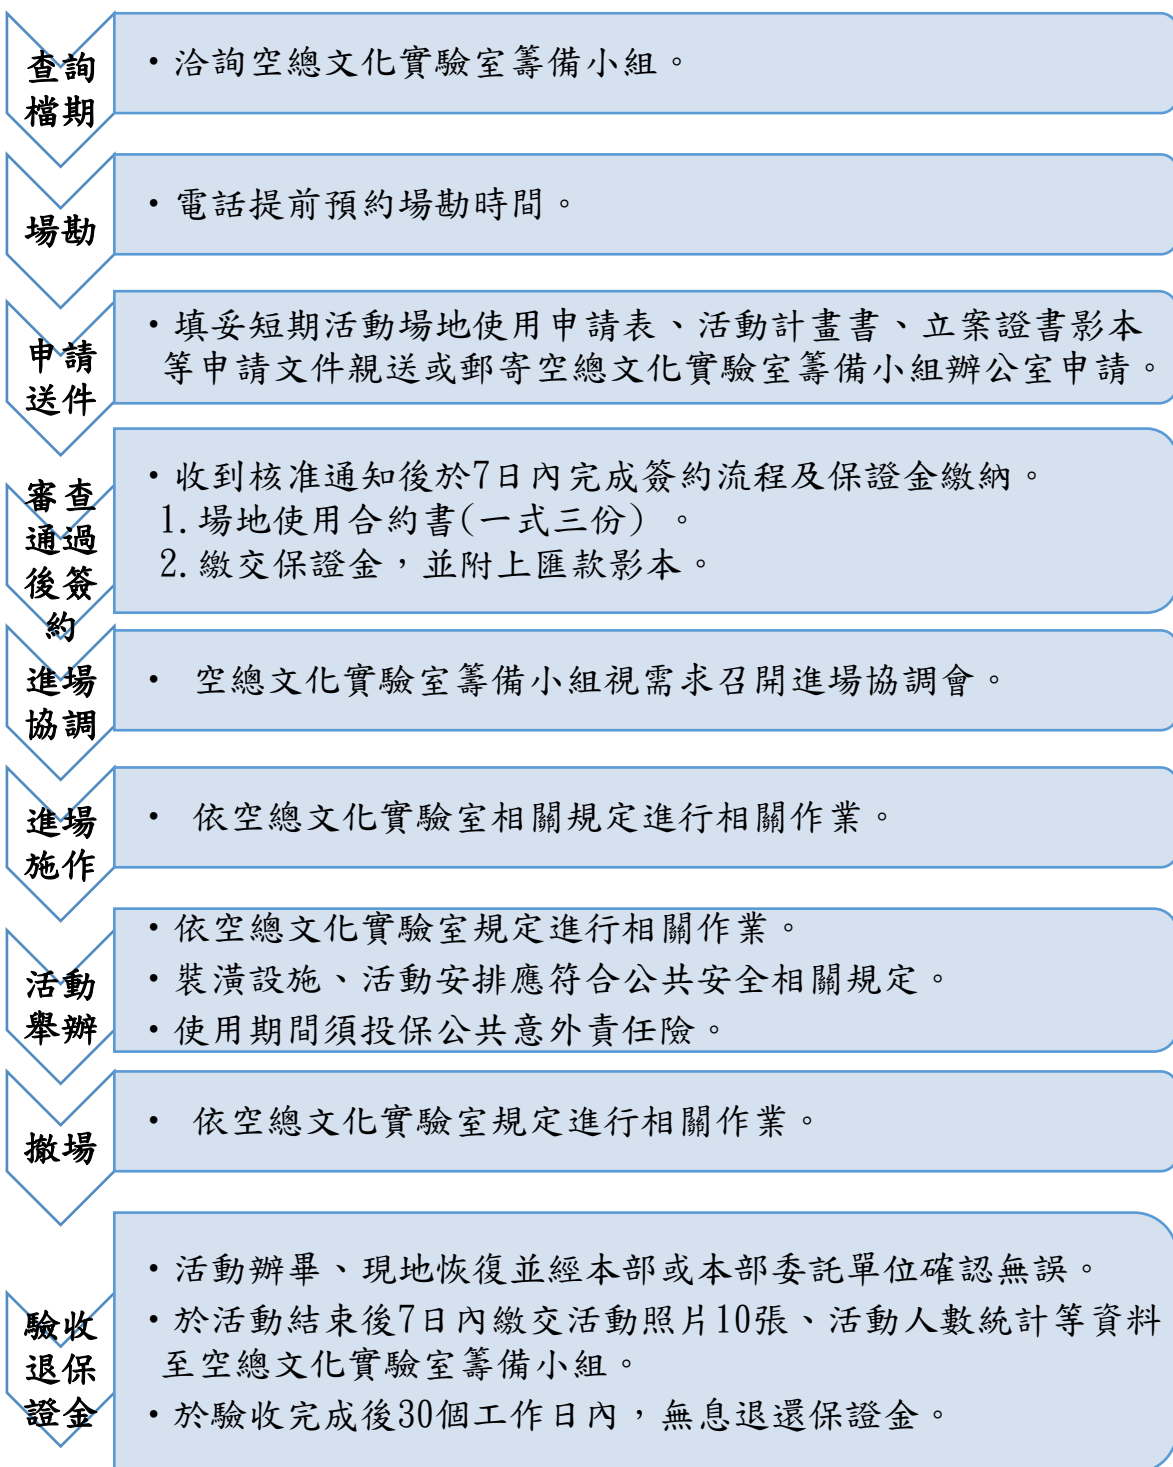 查詢
檔期
・洽詢空總文化實驗室籌備小組。
場勘
・電話提前預約場勘時間。
申請
送件
・填妥短期活動場地使用申請表、活動計畫書、立案證書影本
等申請文件親送或郵寄空總文化實驗室籌備小組辦公室申請。
審查
通過
後簽
約
・收到核准通知後於7日內完成簽約流程及保證金繳納。
1.場地使用合約書(一式三份) 。
2.繳交保證金，並附上匯款影本。
進場
協調
・ 空總文化實驗室籌備小組視需求召開進場協調會。
進場
施作
・ 依空總文化實驗室相關規定進行相關作業。
活動
舉辦
・依空總文化實驗室規定進行相關作業。
・裝潢設施、活動安排應符合公共安全相關規定。
・使用期間須投保公共意外責任險。
撤場
・ 依空總文化實驗室規定進行相關作業。
驗收
退保
證金
・活動辦畢、現地恢復並經本部或本部委託單位確認無誤。
・於活動結束後7日內繳交活動照片10張、活動人數統計等資料
至空總文化實驗室籌備小組。
・於驗收完成後30個工作日內，無息退還保證金。